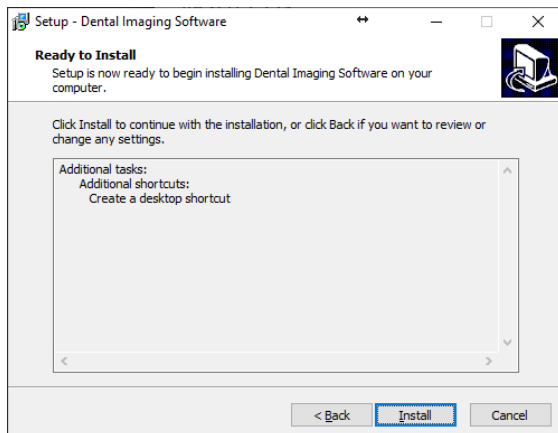 Setup - Dental Imaging Software
Ready to Install
Setup is now ready to begin installing Dental Imaging Software on your
computer.
Click Install to continue with the installation, or click Back if you want to review or
change any settings.
Additional tasks:
Additional shortcuts:
Create a desktop shortcut
< Back
Install
Cancel